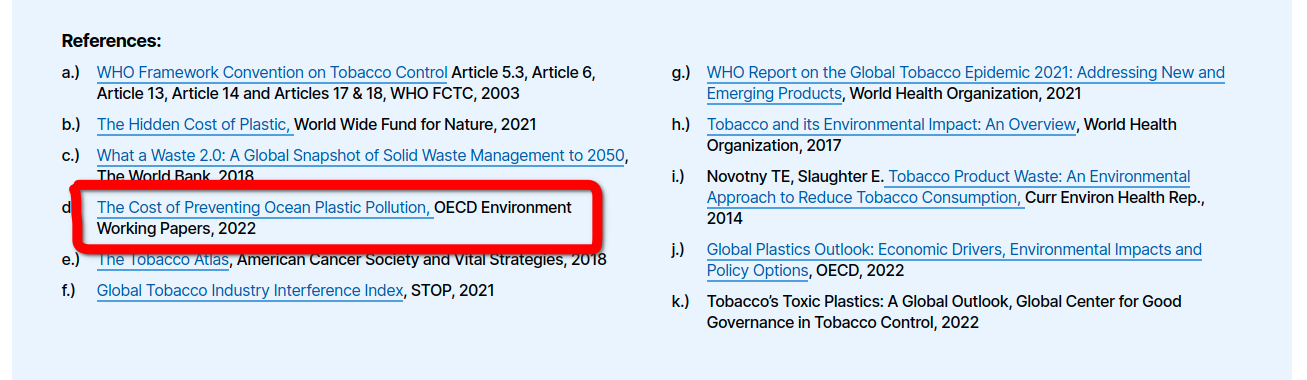 References:
a.) WHO Framework Convention on Tobacco Control Article 5.3, Article 6,
Article 13, Article 14 and Articles 17 & 18, WHO FCTC, 2003
b.) The Hidden Cost of Plastic, World Wide Fund for Nature, 2021
c.) What a Waste 2.0: A Global Snapshot of Solid Waste Management to 2050,
The World Bank, 2018
d The Cost of Preventing Ocean Plastic Pollution, OECD Environment
Working Papers, 2022
e.) The Tobacco Atlas, American Cancer Society and Vital Strategies, 2018
f.) Global Tobacco Industry Interference Index, STOP, 2021
g.) WHO Report on the Global Tobacco Epidemic 2021: Addressing New and
Emerging Products, World Health Organization, 2021
h.) Tobacco and its Environmental Impact: An Overview, World Health
Organization, 2017
i.) Novotny TE, Slaughter E. Tobacco Product Waste: An Environmental
Approach to Reduce Tobacco Consumption, Curr Environ Health Rep.,
2014
j.) Global Plastics Outlook: Economic Drivers, Environmental Impacts and
Policy Options, OECD, 2022
k.) Tobacco’s Toxic Plastics: A Global Outlook, Global Center for Good
Governance in Tobacco Control, 2022